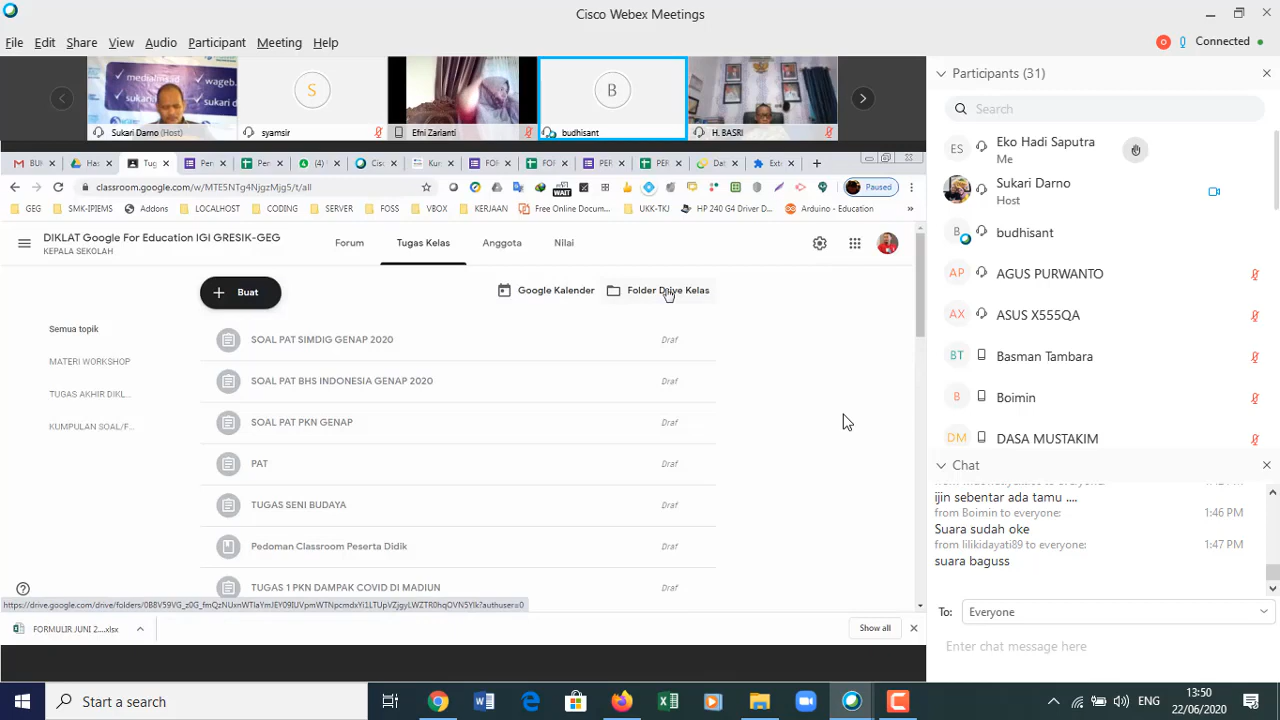 Cisco Webex Meetings
File Edit Share View Audio Participant Meeting Help
Connected
wageb
Sukari Darno (Host)
S
syamsir
Efni Zarianti
B
budhisant
H. BASRI
Participants (31)
Search
ES
Eko Hadi Saputra
Me
Sukari Darno
Host
B
budhisant
AP
AGUS PURWANTO
AX
ASUS X555QA
BT
Basman Tambara
B
Boimin
DM
DASA MUSTAKIM
Chat
ijin sebentar ada tamu ....
from Boimin to everyone: 1:46 PM
Suara sudah oke
from lilikidayati89 to everyone: 1:47 PM
suara baguss
To: Everyone
Enter chat message here
classroom.google.com/w/MTE5NTg4NjgzMjg5/t/all
WAIT
Paused
GEG SMK-IPIEMS Addons LOCALHOST CODING SERVER FOSS VBOX KERJAAN Free Online Docum... UKK-TKJ HP 240 G4 Driver D... Arduino - Education »
DIKLAT Google For Education IGI GRESIK-GEG
KEPALA SEKOLAH
Forum Tugas Kelas Anggota Nilai
Buat
Google Kalender Folder Drive Kelas
Semua topik
MATERI WORKSHOP
TUGAS AKHIR DIKL...
KUMPULAN SOAL/F...
SOAL PAT SIMDIG GENAP 2020 Draf
SOAL PAT BHS INDONESIA GENAP 2020 Draf
SOAL PAT PKN GENAP Draf
PAT Draf
TUGAS SENI BUDAYA Draf
Pedoman Classroom Peserta Didik Draf
TUGAS 1 PKN DAMPAK COVID DI MADIUN Draf
FORMULIR JUNI 2....xlsx
Show all
Start a search
ENG
13:50
22/06/2020